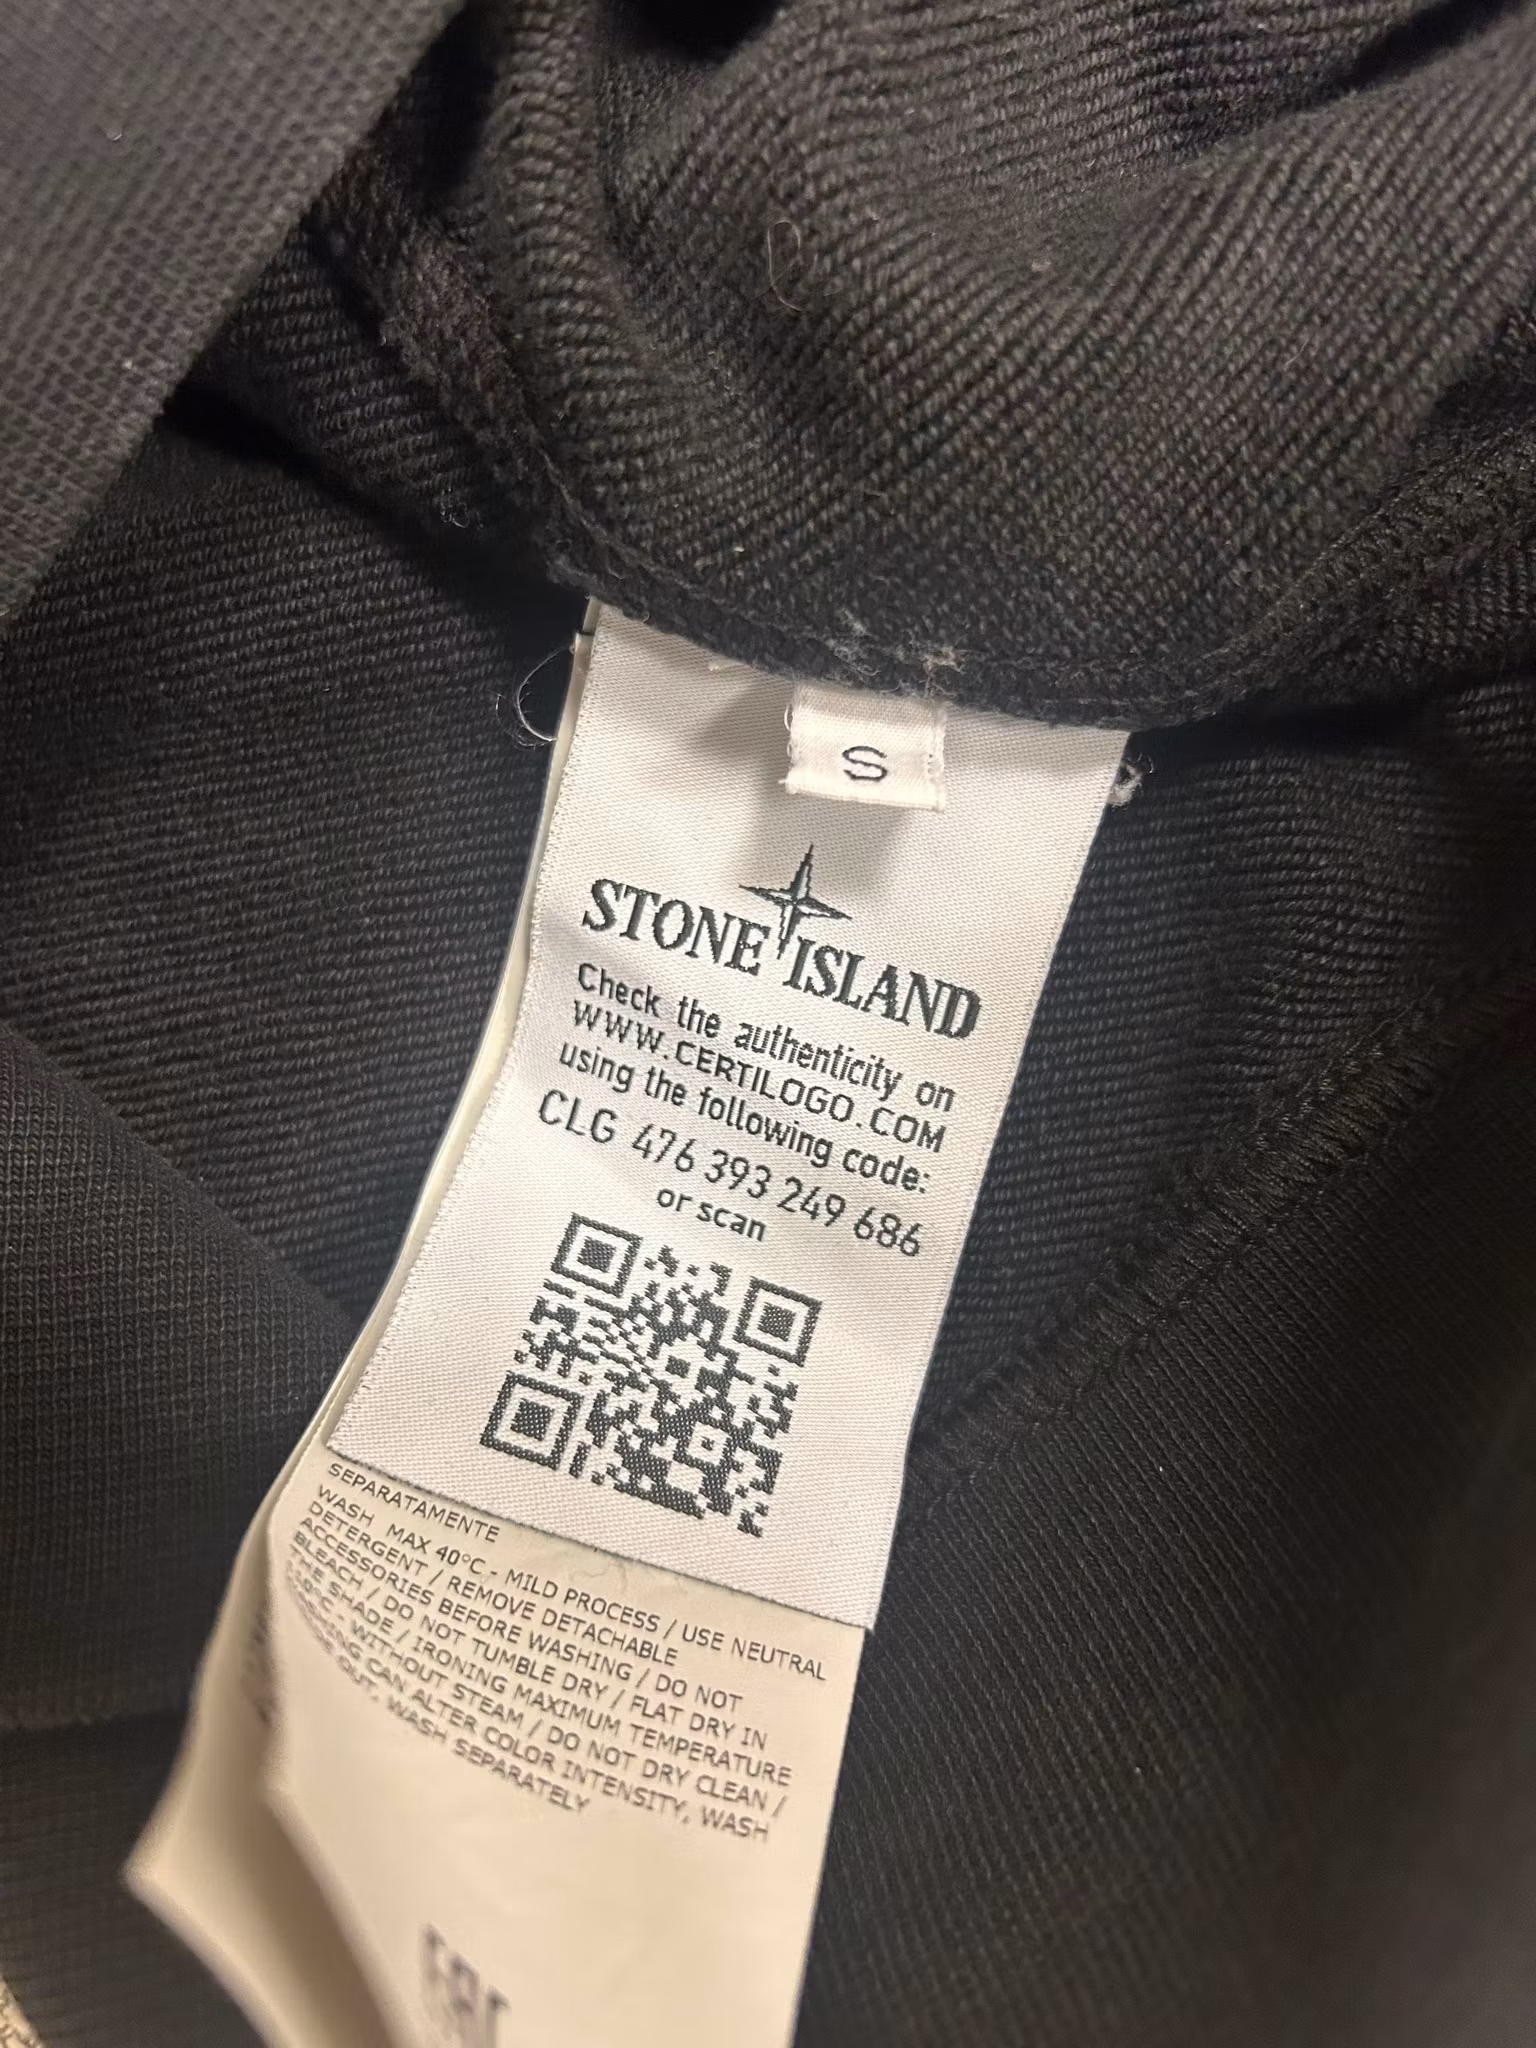 S
STONE ISLAND
Check the authenticity on
WWW.CERTILOGO.COM
using the following code:
CLG 476 393 249 686
or scan
SEPARATAMENTE
WASH MAX 40°C - MILD PROCESS / USE NEUTRAL
DETERGENT / REMOVE DETACHABLE
ACCESSORIES BEFORE WASHING / DO NOT
BLEACH / DO NOT TUMBLE DRY / FLAT DRY IN
THE SHADE / IRONING MAXIMUM TEMPERATURE
WITHOUT STEAM / DO NOT DRY CLEAN /
CAN ALTER COLOR INTENSITY, WASH
OUT, WASH SEPARATELY